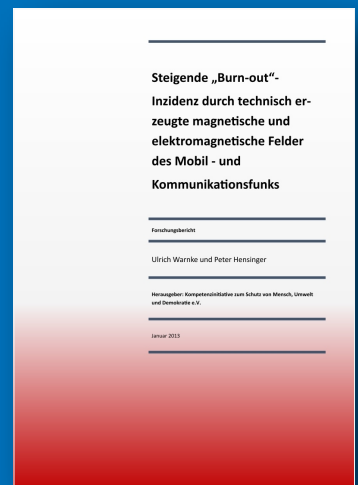 Steigende „Burn-out“-
Inzidenz durch technisch er-
zeugte magnetische und
elektromagnetische Felder
des Mobil - und
Kommunikationsfunks
Forschungsbericht
Ulrich Warnke und Peter Hensinger
Herausgeber: Kompetenzinitiative zum Schutz von Mensch, Umwelt
und Demokratie e.V.
Januar 2013